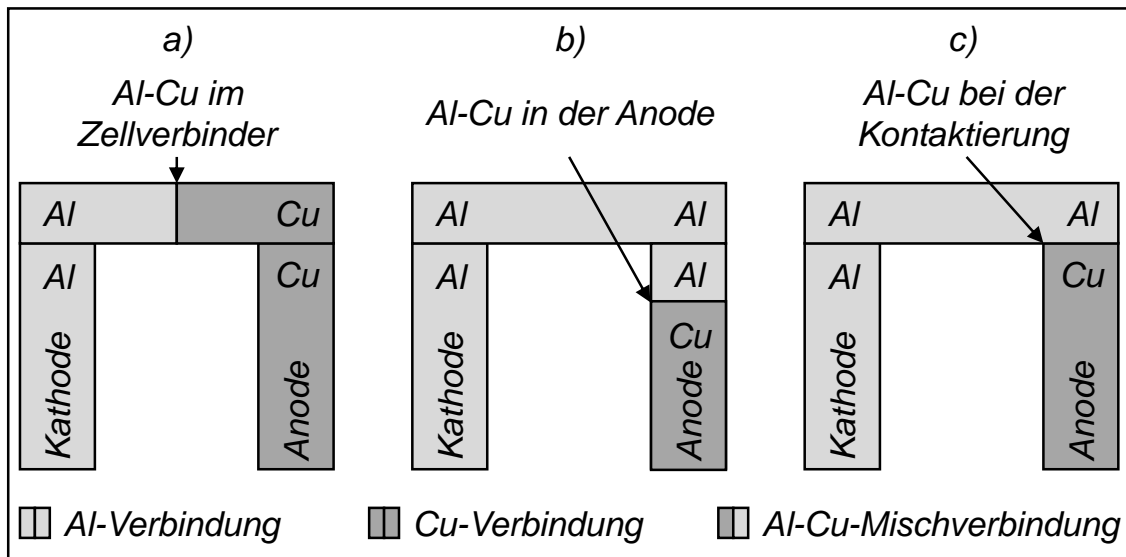 a)
Al-Cu im
Zellverbinder
Al
Cu
Al
Cu
Kathode
Anode
b)
Al-Cu in der Anode
Al
Al
Al
Al
Cu
Kathode
Anode
c)
Al-Cu bei der
Kontaktierung
Al
Al
Al
Cu
Kathode
Anode
Al-Verbindung
Cu-Verbindung
Al-Cu-Mischverbindung